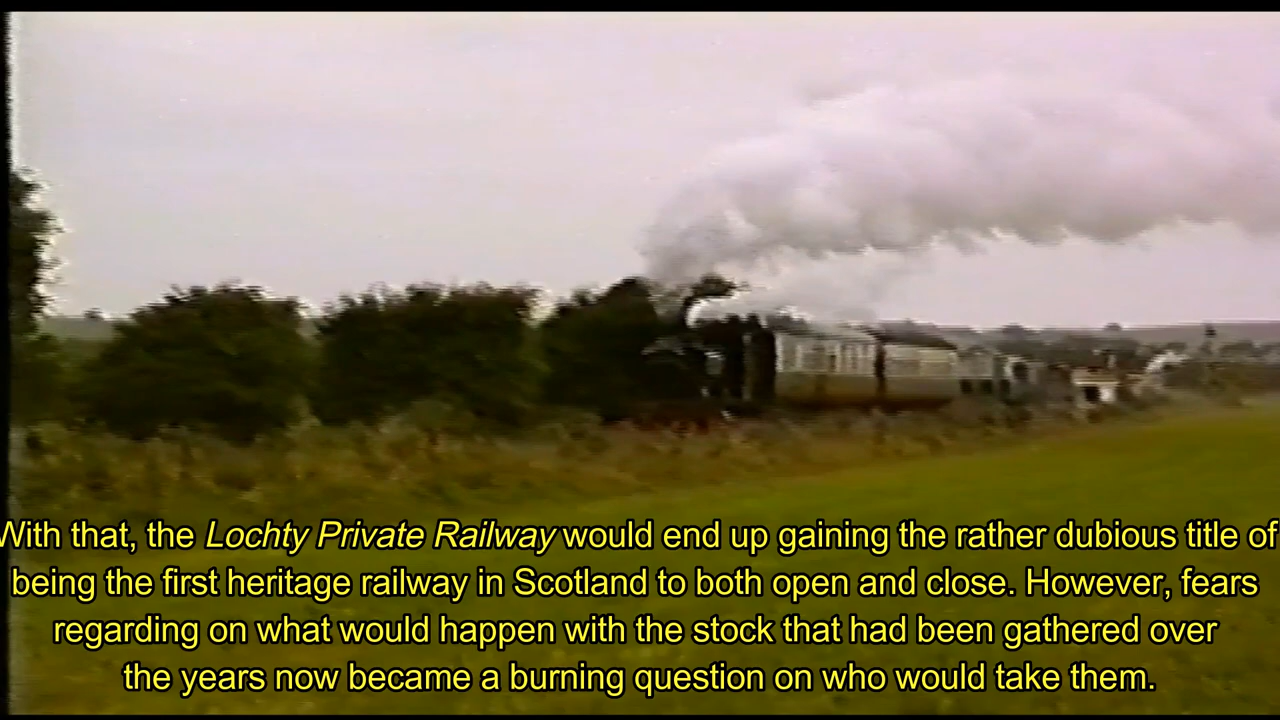 With that, the Lochty Private Railway would end up gaining the rather dubious title of
being the first heritage railway in Scotland to both open and close. However, fears
regarding on what would happen with the stock that had been gathered over
the years now became a burning question on who would take them.